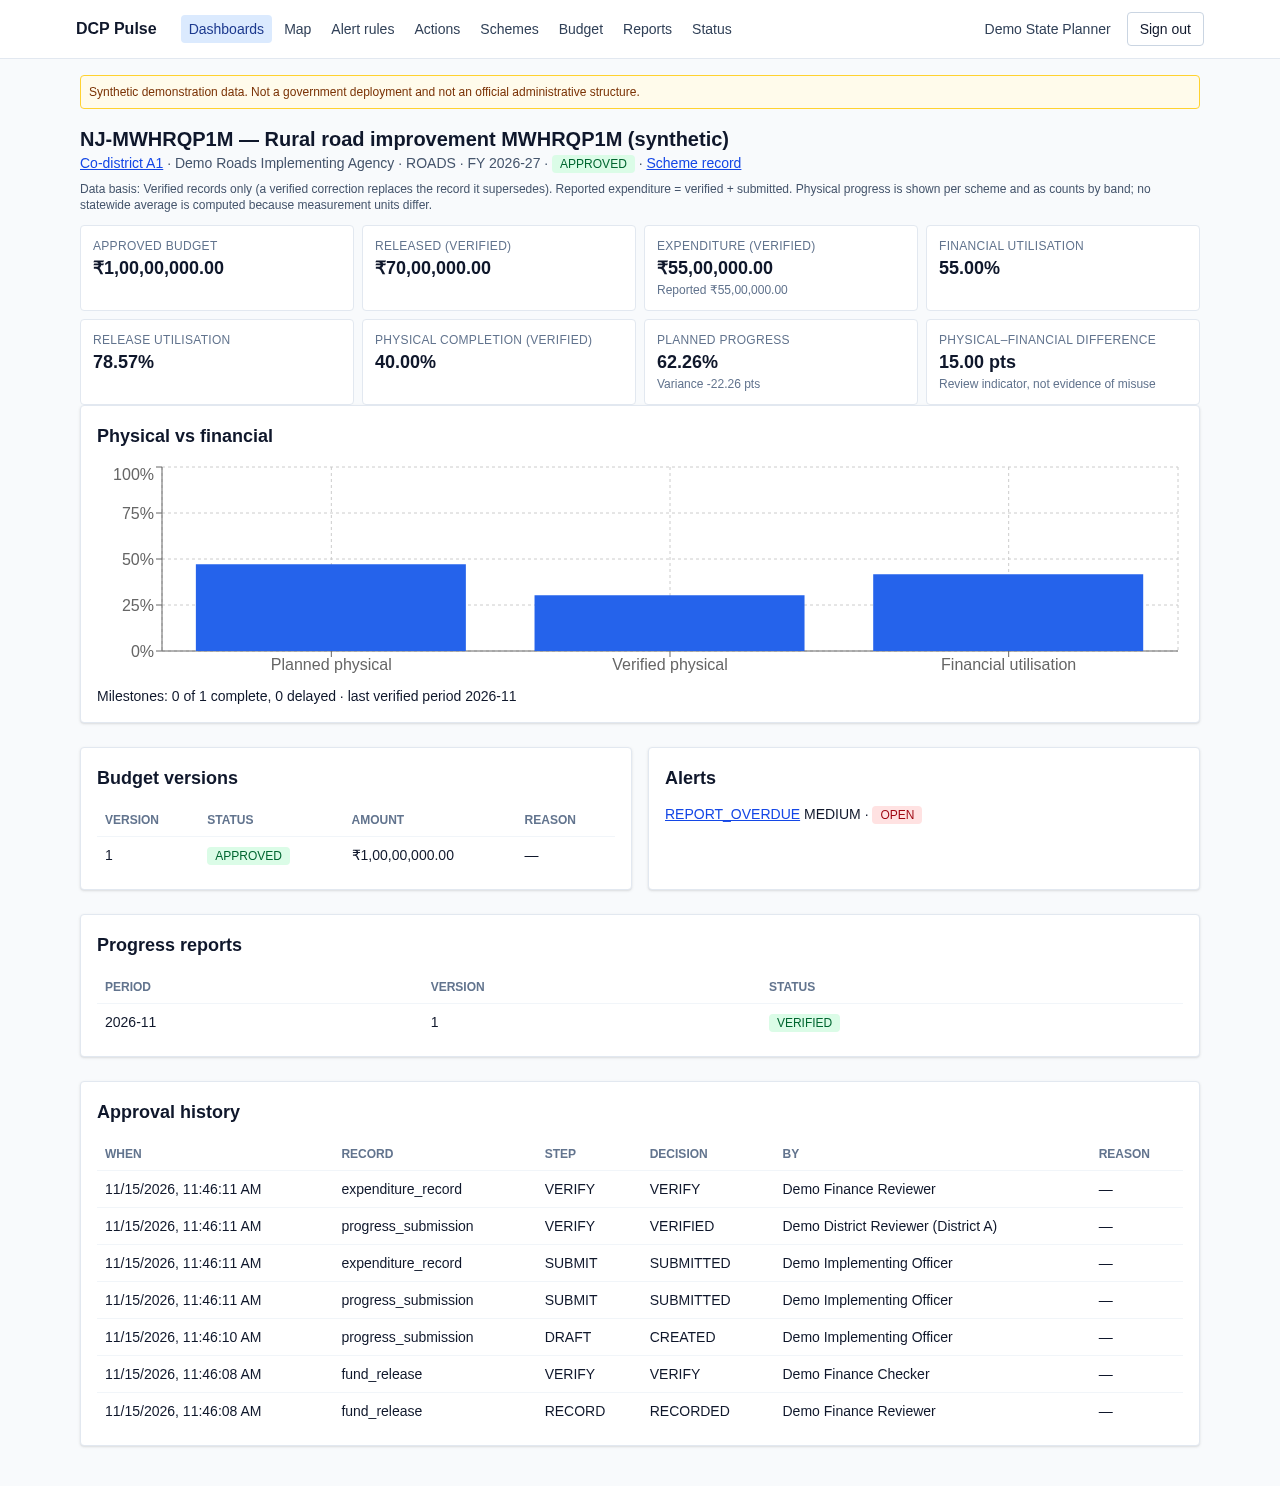 DCP Pulse Dashboards Map Alert rules Actions Schemes Budget Reports Status Demo State Planner Sign out
Synthetic demonstration data. Not a government deployment and not an official administrative structure.
NJ-MWHRQP1M — Rural road improvement MWHRQP1M (synthetic)
Co-district A1 · Demo Roads Implementing Agency · ROADS · FY 2026-27 · APPROVED · Scheme record
Data basis: Verified records only (a verified correction replaces the record it supersedes). Reported expenditure = verified + submitted. Physical progress is shown per scheme and as counts by band; no
statewide average is computed because measurement units differ.
APPROVED BUDGET
₹1,00,00,000.00
RELEASED (VERIFIED)
₹70,00,000.00
EXPENDITURE (VERIFIED)
₹55,00,000.00
Reported ₹55,00,000.00
FINANCIAL UTILISATION
55.00%
RELEASE UTILISATION
78.57%
PHYSICAL COMPLETION (VERIFIED)
40.00%
PLANNED PROGRESS
62.26%
Variance -22.26 pts
PHYSICAL–FINANCIAL DIFFERENCE
15.00 pts
Review indicator, not evidence of misuse
Physical vs financial
100%
75%
50%
25%
0%
Planned physical Verified physical Financial utilisation
Milestones: 0 of 1 complete, 0 delayed · last verified period 2026-11
Budget versions
VERSION STATUS AMOUNT REASON
1 APPROVED ₹1,00,00,000.00 —
Alerts
REPORT_OVERDUE MEDIUM · OPEN
Progress reports
PERIOD VERSION STATUS
2026-11 1 VERIFIED
Approval history
WHEN RECORD STEP DECISION BY REASON
11/15/2026, 11:46:11 AM expenditure_record VERIFY VERIFY Demo Finance Reviewer —
11/15/2026, 11:46:11 AM progress_submission VERIFY VERIFIED Demo District Reviewer (District A) —
11/15/2026, 11:46:11 AM expenditure_record SUBMIT SUBMITTED Demo Implementing Officer —
11/15/2026, 11:46:11 AM progress_submission SUBMIT SUBMITTED Demo Implementing Officer —
11/15/2026, 11:46:10 AM progress_submission DRAFT CREATED Demo Implementing Officer —
11/15/2026, 11:46:08 AM fund_release VERIFY VERIFY Demo Finance Checker —
11/15/2026, 11:46:08 AM fund_release RECORD RECORDED Demo Finance Reviewer —